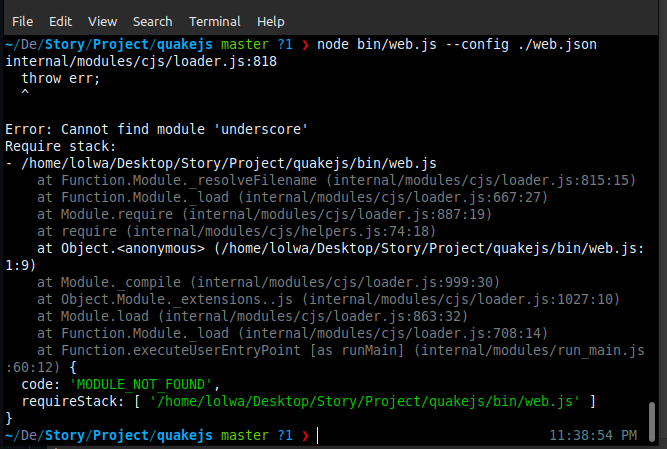 File Edit View Search Terminal Help
~/De/Story/Project/quakejs master ?1 ❯ node bin/web.js --config ./web.json
internal/modules/cjs/loader.js:818
  throw err;
  ^

Error: Cannot find module 'underscore'
Require stack:
- /home/lolwa/Desktop/Story/Project/quakejs/bin/web.js
    at Function.Module._resolveFilename (internal/modules/cjs/loader.js:815:15)
    at Function.Module._load (internal/modules/cjs/loader.js:667:27)
    at Module.require (internal/modules/cjs/loader.js:887:19)
    at require (internal/modules/cjs/helpers.js:74:18)
    at Object.<anonymous> (/home/lolwa/Desktop/Story/Project/quakejs/bin/web.js:
1:9)
    at Module._compile (internal/modules/cjs/loader.js:999:30)
    at Object.Module._extensions..js (internal/modules/cjs/loader.js:1027:10)
    at Module.load (internal/modules/cjs/loader.js:863:32)
    at Function.Module._load (internal/modules/cjs/loader.js:708:14)
    at Function.executeUserEntryPoint [as runMain] (internal/modules/run_main.js
:60:12) {
  code: 'MODULE_NOT_FOUND',
  requireStack: [ '/home/lolwa/Desktop/Story/Project/quakejs/bin/web.js' ]
}
~/De/Story/Project/quakejs master ?1 ❯ 11:38:54 PM